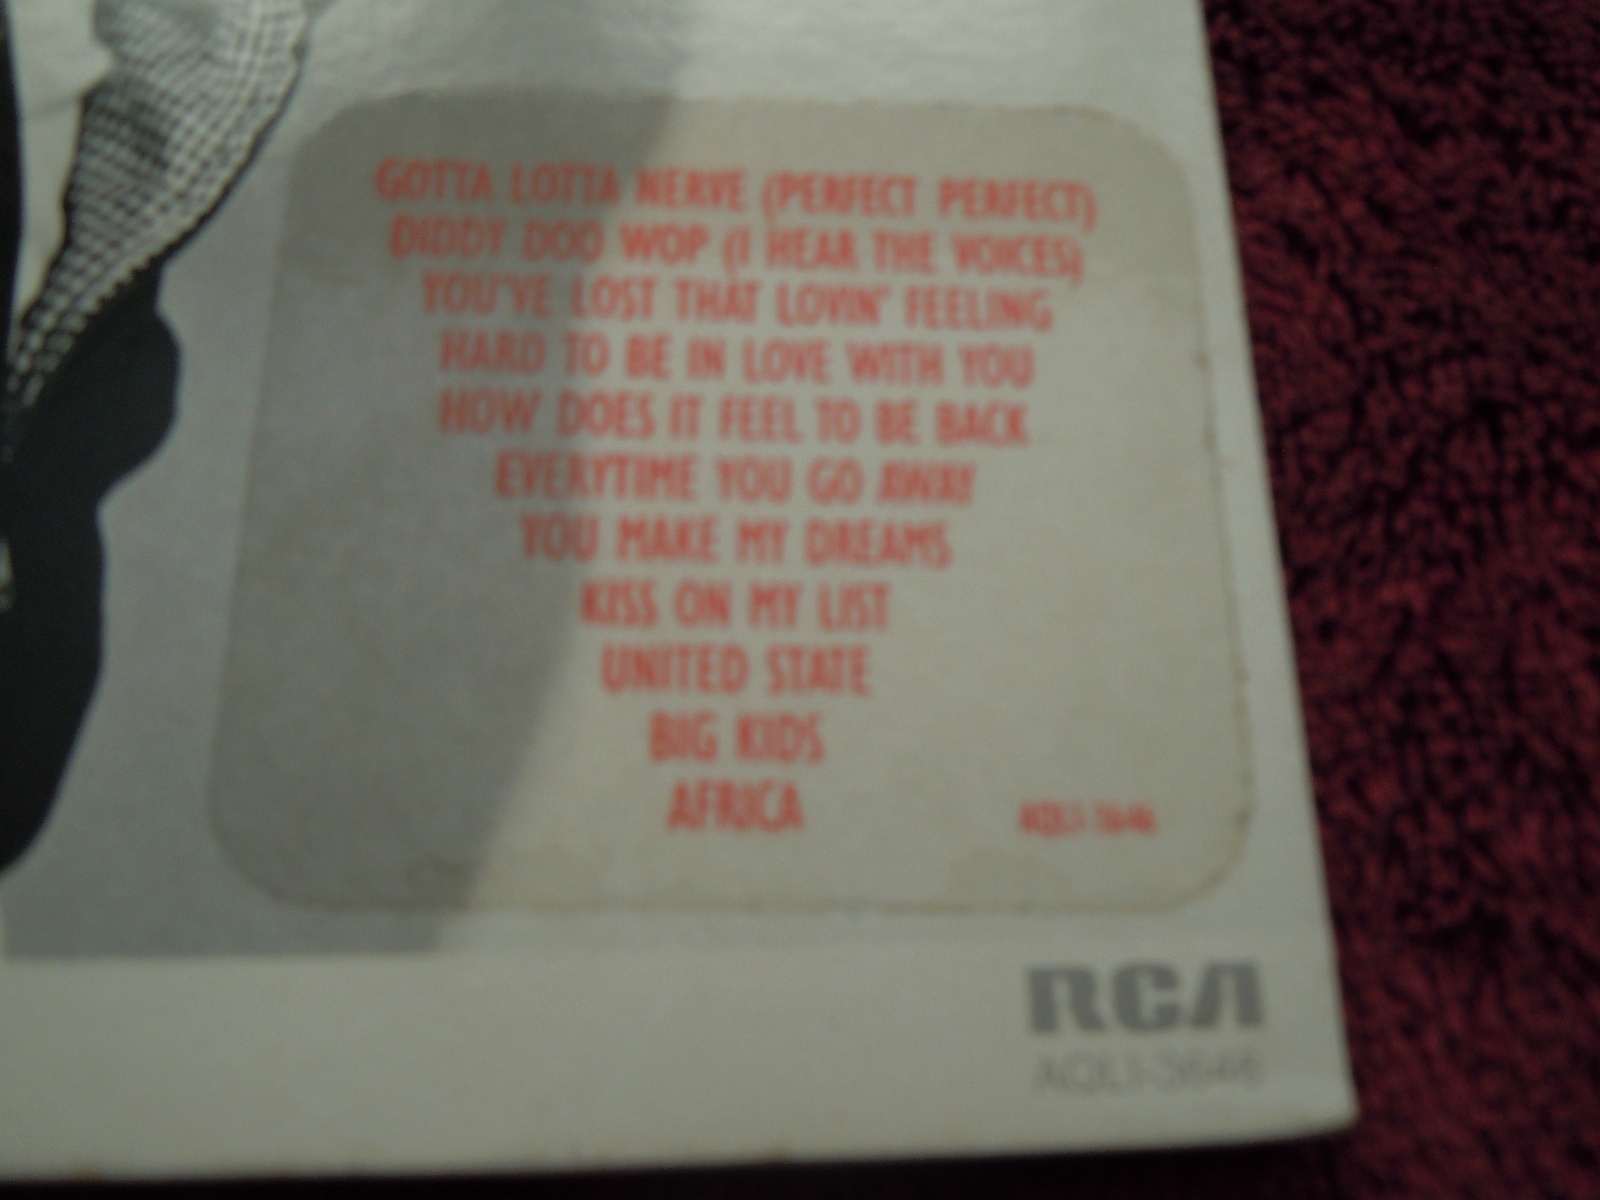 GOTTA LOTTA NERVE (PERFECT PERFECT)
DIDDY DOO WOP (I HEAR THE VOICES)
YOU'VE LOST THAT LOVIN' FEELING
HARD TO BE IN LOVE WITH YOU
HOW DOES IT FEEL TO BE BACK
EVERYTIME YOU GO AWAY
YOU MAKE MY DREAMS
KISS ON MY LIST
UNITED STATE
BIG KIDS
AFRICA
AQL1-3646
RCA
AQL1-3646